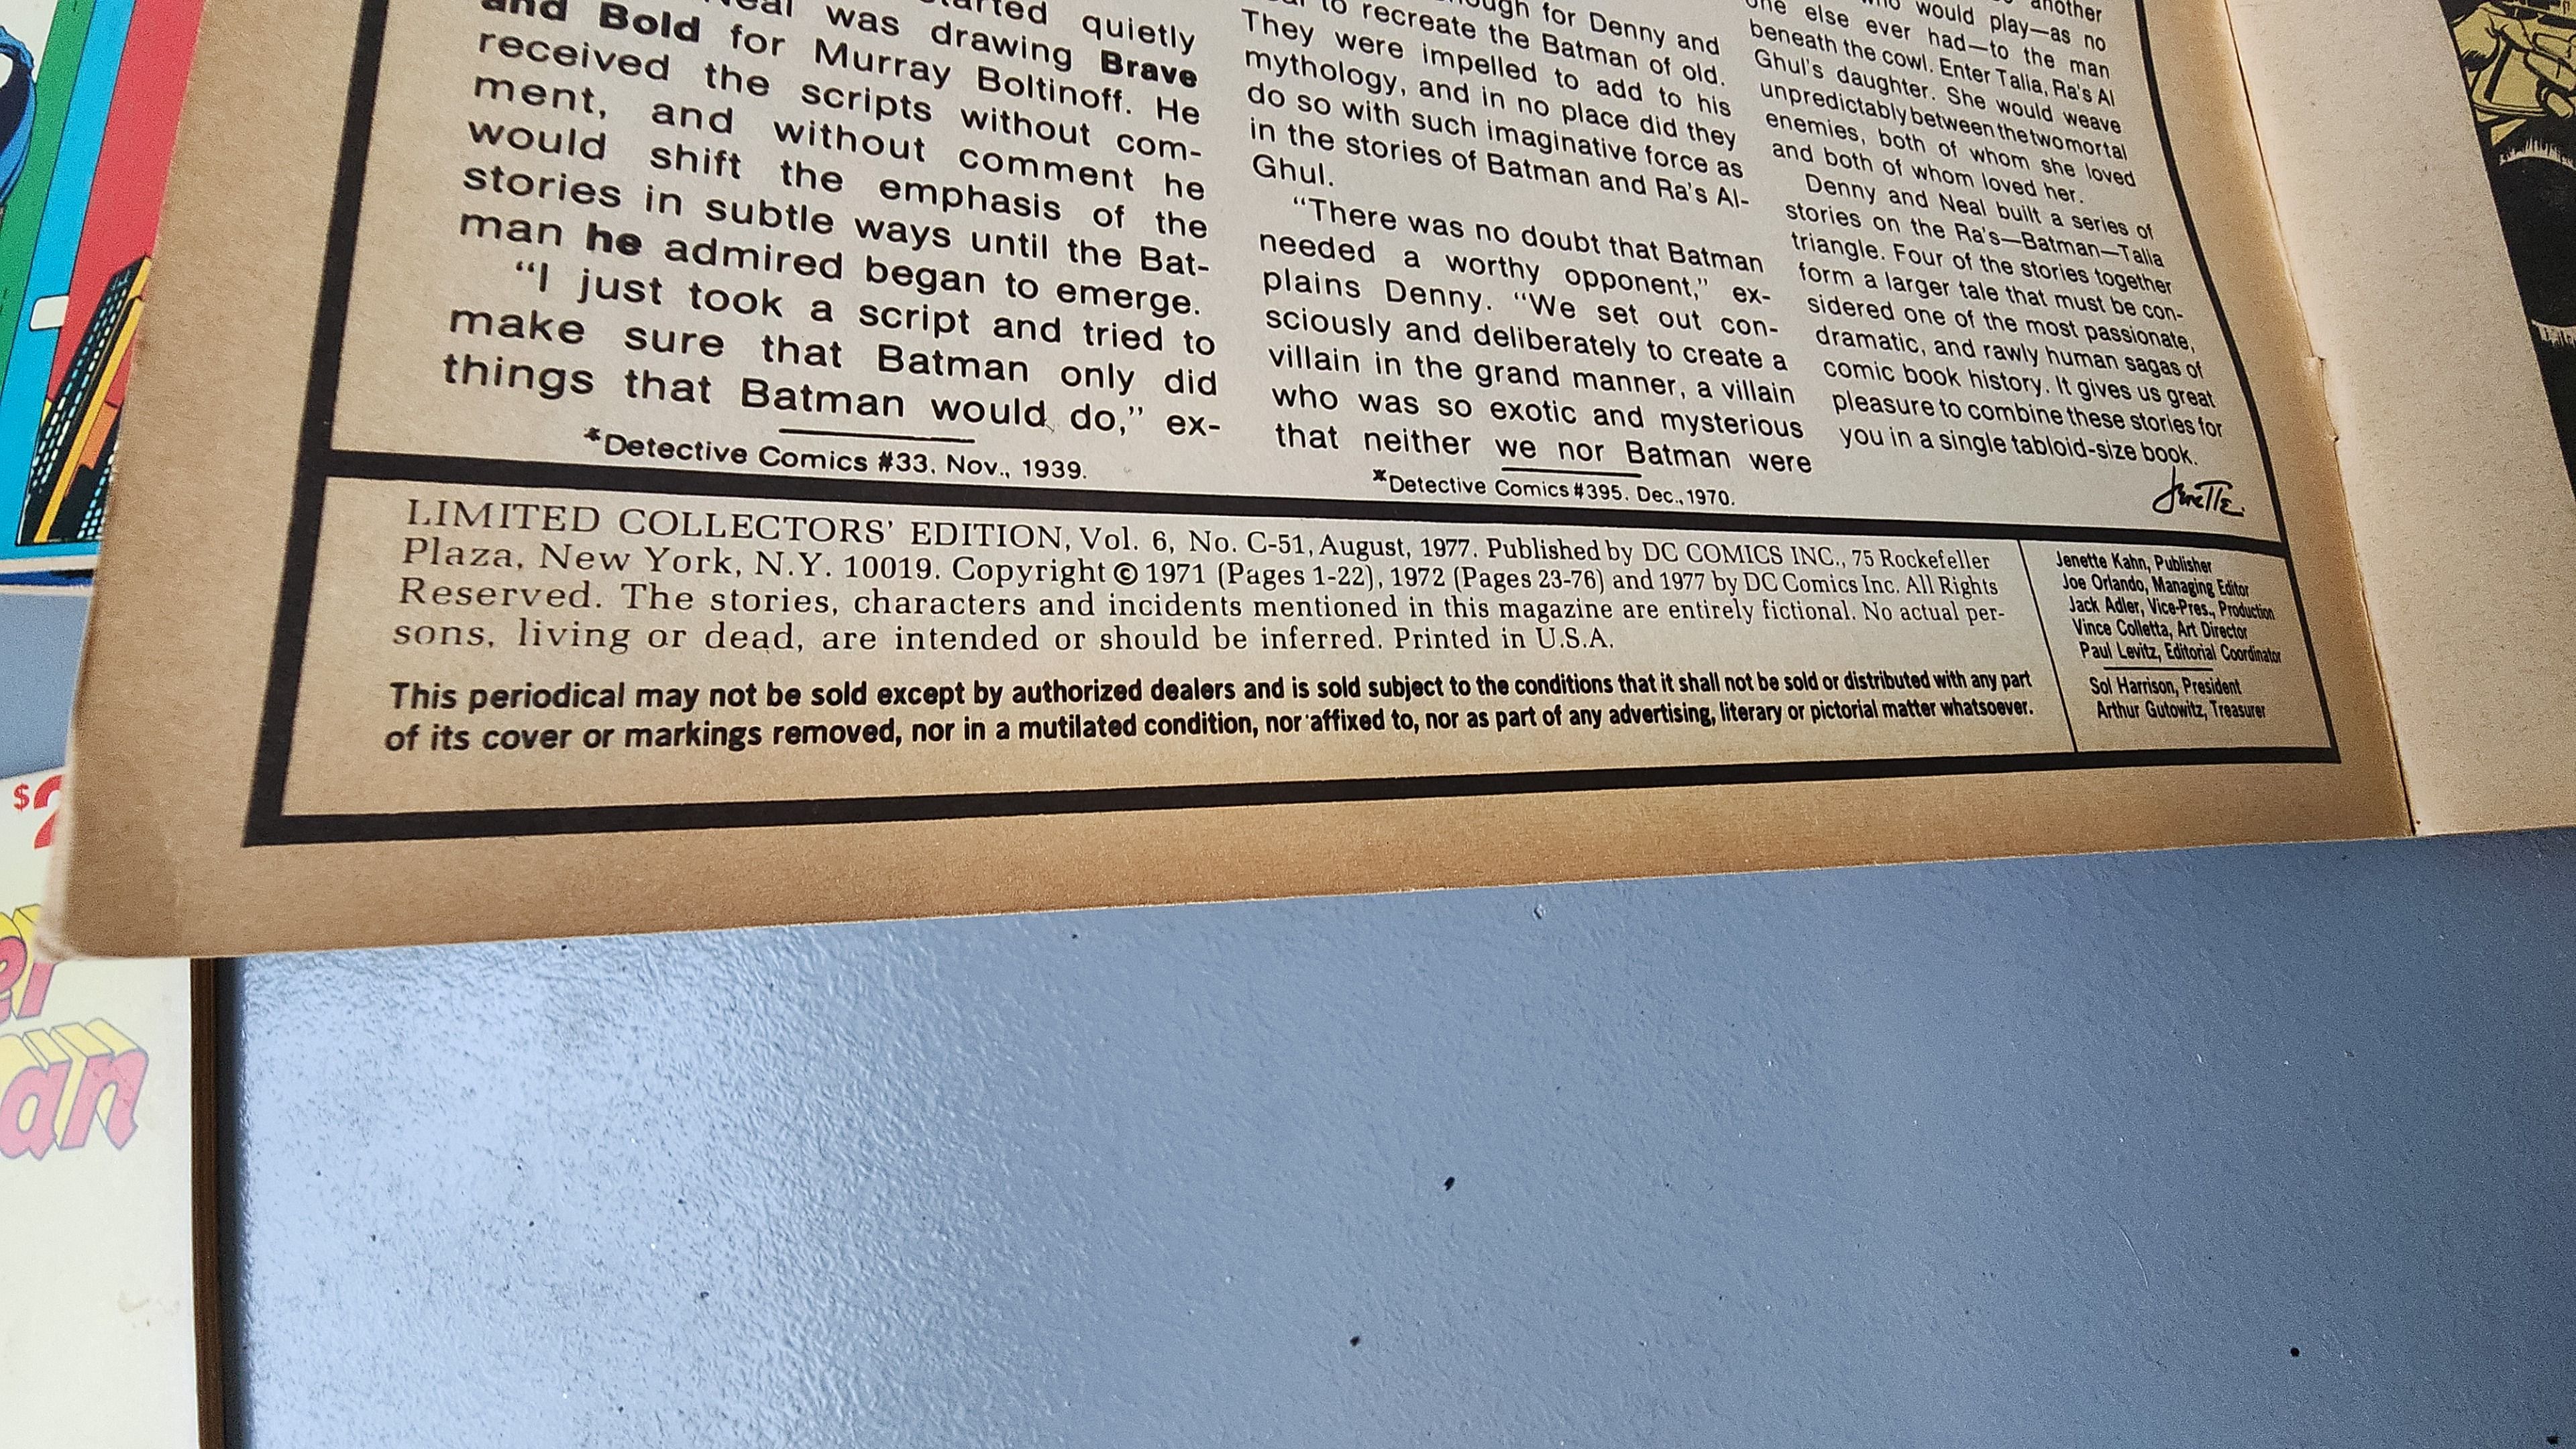 started quietly
Neal was drawing Brave
and Bold for Murray Boltinoff. He
received the scripts without com-
ment, and without comment he
would shift the emphasis of the
stories in subtle ways until the Bat-
man he admired began to emerge.
“I just took a script and tried to
make sure that Batman only did
things that Batman would do,” ex-
*Detective Comics #33. Nov., 1939.
for Denny and
to recreate the Batman of old.
They were impelled to add to his
mythology, and in no place did they
do so with such imaginative force as
in the stories of Batman and Ra's Al-
Ghul.
“There was no doubt that Batman
needed a worthy opponent,” ex-
plains Denny. “We set out con-
sciously and deliberately to create a
villain in the grand manner, a villain
who was so exotic and mysterious
that neither we nor Batman were
*Detective Comics #395. Dec., 1970.
another
would play—as no
one else ever had—to the man
beneath the cowl. Enter Talia, Ra's Al
Ghul's daughter. She would weave
unpredictably between the two mortal
enemies, both of whom she loved
and both of whom loved her.
Denny and Neal built a series of
stories on the Ra's—Batman—Talia
triangle. Four of the stories together
form a larger tale that must be con-
sidered one of the most passionate,
dramatic, and rawly human sagas of
comic book history. It gives us great
pleasure to combine these stories for
you in a single tabloid-size book.
Jenette
LIMITED COLLECTORS' EDITION, Vol. 6, No. C-51, August, 1977. Published by DC COMICS INC., 75 Rockefeller
Plaza, New York, N.Y. 10019. Copyright © 1971 (Pages 1-22), 1972 (Pages 23-76) and 1977 by DC Comics Inc. All Rights
Reserved. The stories, characters and incidents mentioned in this magazine are entirely fictional. No actual per-
sons, living or dead, are intended or should be inferred. Printed in U.S.A.
This periodical may not be sold except by authorized dealers and is sold subject to the conditions that it shall not be sold or distributed with any part
of its cover or markings removed, nor in a mutilated condition, nor affixed to, nor as part of any advertising, literary or pictorial matter whatsoever.
Jenette Kahn, Publisher
Joe Orlando, Managing Editor
Jack Adler, Vice-Pres., Production
Vince Colletta, Art Director
Paul Levitz, Editorial Coordinator
Sol Harrison, President
Arthur Gutowitz, Treasurer